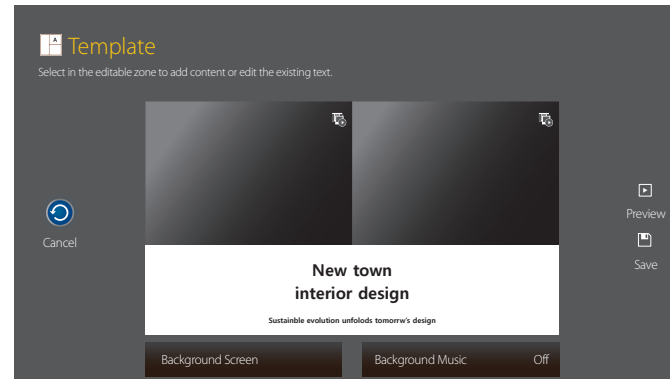 A
Template
Select in the editable zone to add content or edit the existing text.
Cancel
New town
interior design
Sustainble evolution unfolods tomorrw's design
Preview
Save
Background Screen
Background Music Off